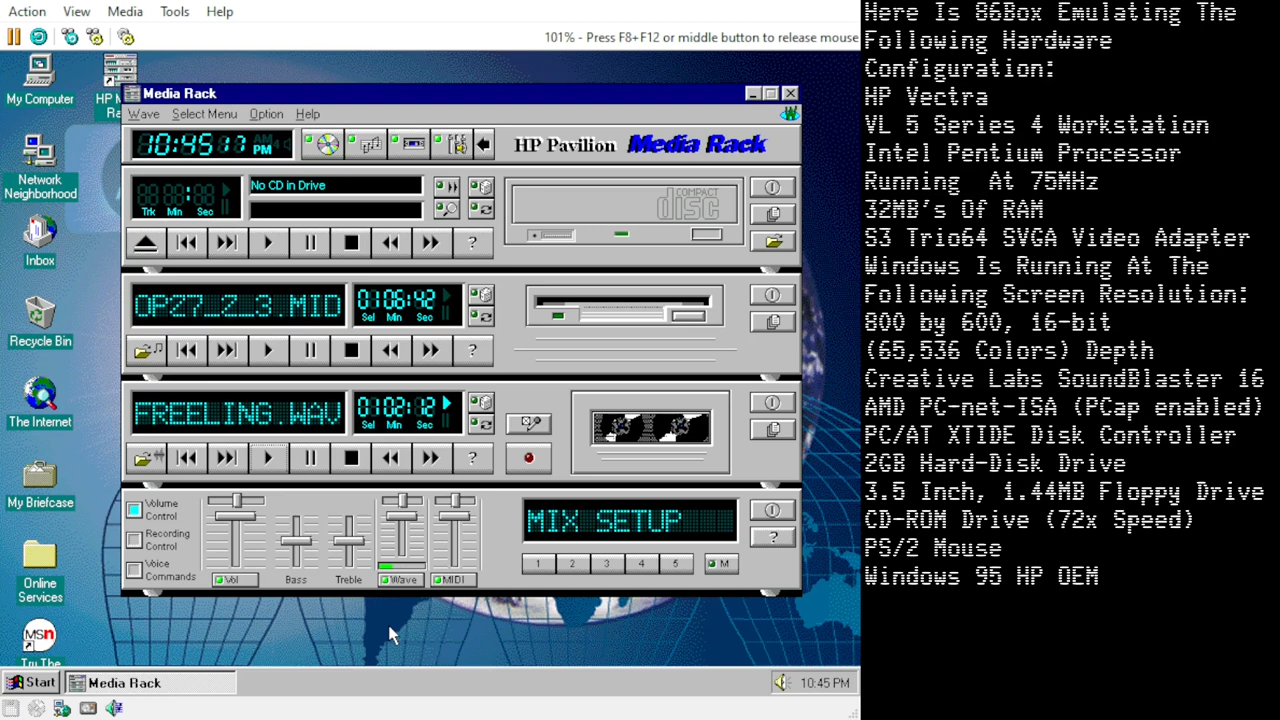 Action View Media Tools Help
101% - Press F8+F12 or middle button to release mouse
My Computer
HP M
Ra
Network
Neighborhood
Inbox
Recycle Bin
The Internet
My Briefcase
Online
Services
MSN
Try The
Media Rack
Wave Select Menu Option Help
10:45 17 AM PM
HP Pavilion Media Rack
No CD in Drive
Trk Min Sec
COMPACT
disc
OP27_2_3.MID
01 06:42
Sel Min Sec
FREELING.WAV
01 02:12
Sel Min Sec
Volume
Control
Recording
Control
Voice
Commands
Vol Bass Treble Wave MIDI
MIX SETUP
1 2 3 4 5 M
Start Media Rack 10:45 PM
Here Is 86Box Emulating The
Following Hardware
Configuration:
HP Vectra
VL 5 Series 4 Workstation
Intel Pentium Processor
Running At 75MHz
32MB's Of RAM
S3 Trio64 SVGA Video Adapter
Windows Is Running At The
Following Screen Resolution:
800 by 600, 16-bit
(65,536 Colors) Depth
Creative Labs SoundBlaster 16
AMD PC-net-ISA (PCap enabled)
PC/AT XTIDE Disk Controller
2GB Hard-Disk Drive
3.5 Inch, 1.44MB Floppy Drive
CD-ROM Drive (72x Speed)
PS/2 Mouse
Windows 95 HP OEM